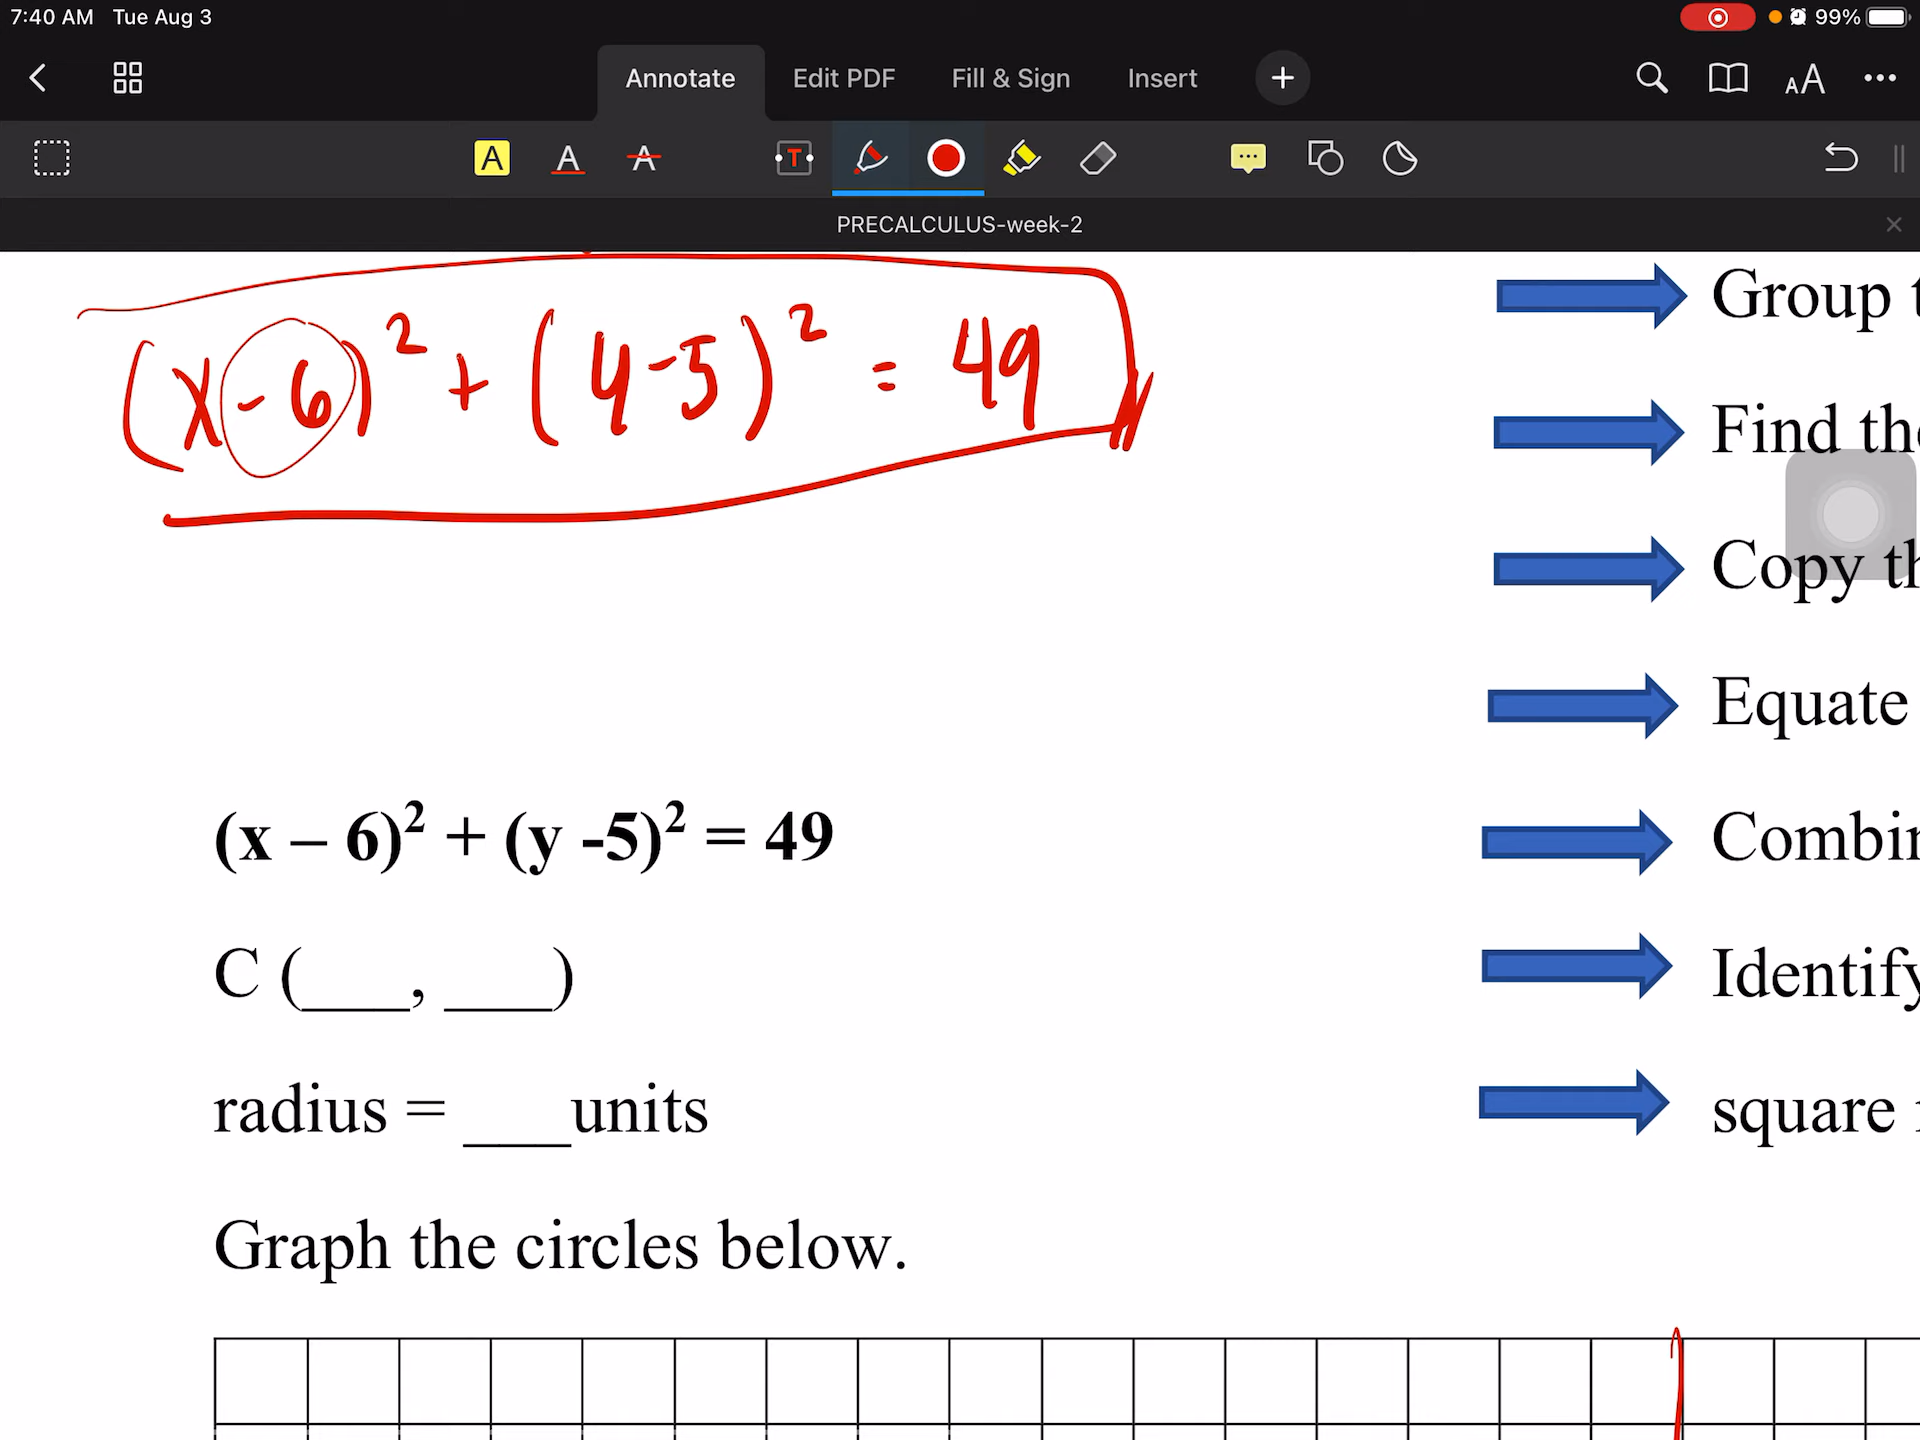 7:40 AM Tue Aug 3
99%
Annotate Edit PDF Fill & Sign Insert
AA
A A A T
PRECALCULUS-week-2
(x-6)² + (y-5)² = 49
Group t
Find the
Copy th
Equate
(x – 6)² + (y -5)² = 49
Combin
C (___, ___)
Identify
radius = ___units
square
Graph the circles below.